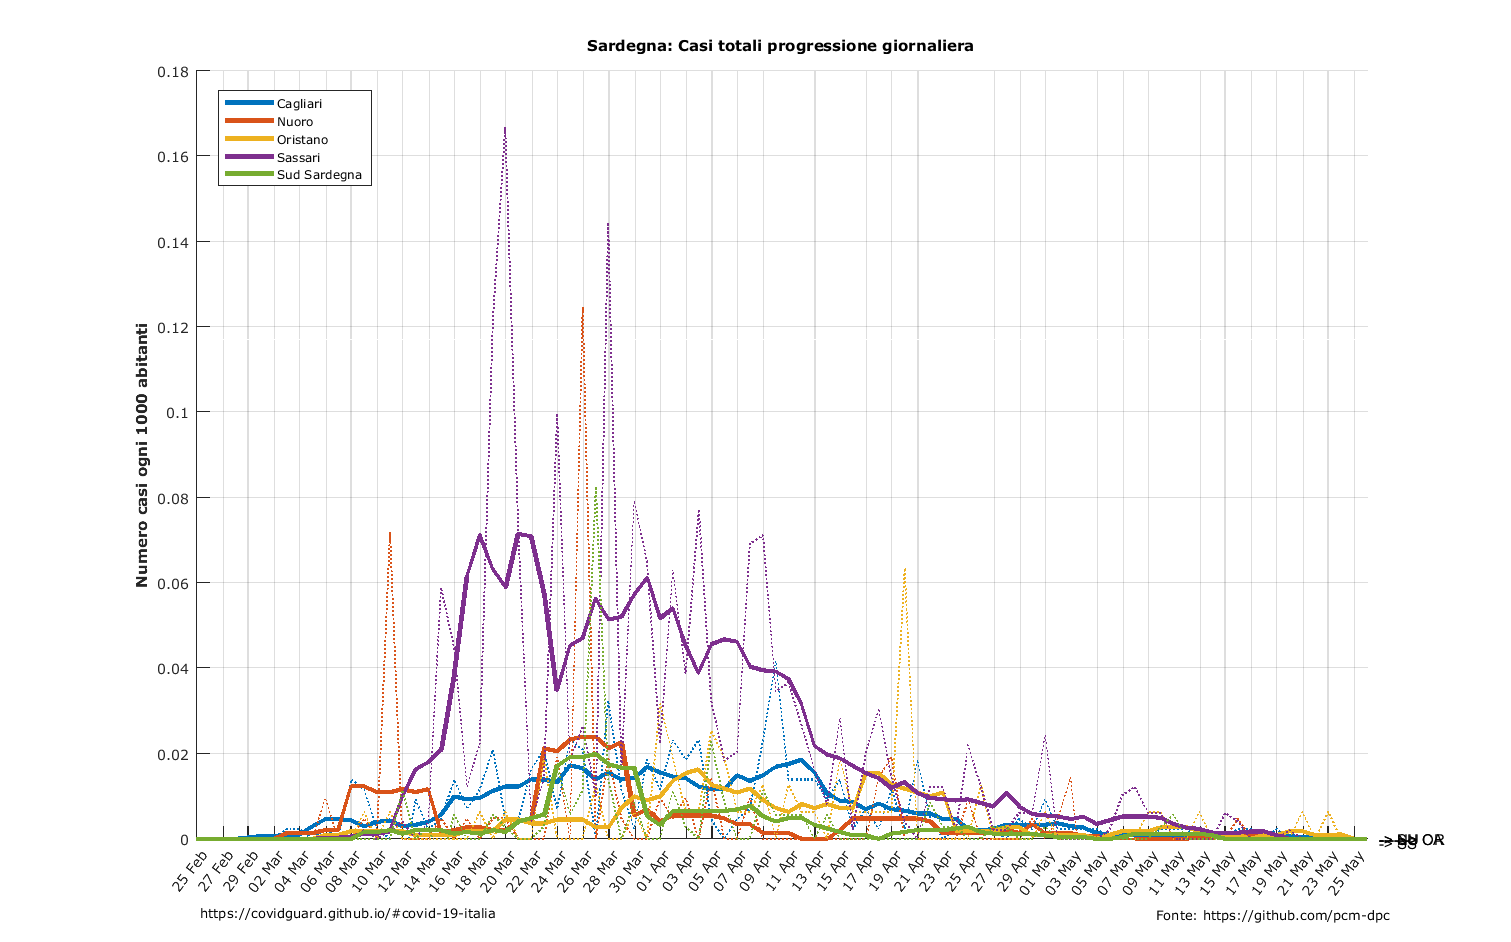 Sardegna: Casi totali progressione giornaliera
0.18
0.16
0.14
0.12
0.1
0.08
0.06
0.04
0.02
0
Numero casi ogni 1000 abitanti
Cagliari
Nuoro
Oristano
Sassari
Sud Sardegna
25 Feb
27 Feb
29 Feb
02 Mar
04 Mar
06 Mar
08 Mar
10 Mar
12 Mar
14 Mar
16 Mar
18 Mar
20 Mar
22 Mar
24 Mar
26 Mar
28 Mar
30 Mar
01 Apr
03 Apr
05 Apr
07 Apr
09 Apr
11 Apr
13 Apr
15 Apr
17 Apr
19 Apr
21 Apr
23 Apr
25 Apr
27 Apr
29 Apr
01 May
03 May
05 May
07 May
09 May
11 May
13 May
15 May
17 May
19 May
21 May
23 May
25 May
https://covidguard.github.io/#covid-19-italia
Fonte: https://github.com/pcm-dpc